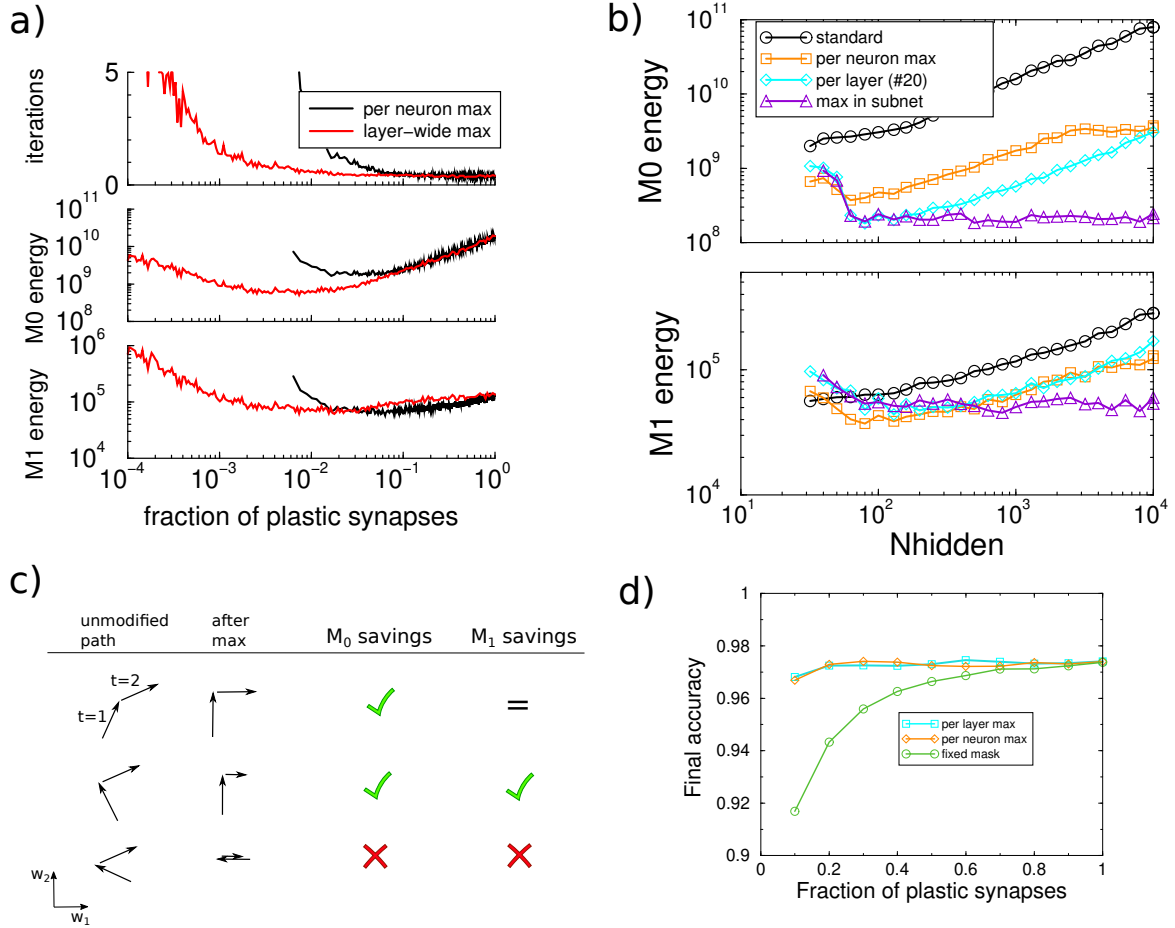 a)
iterations
5
0
per neuron max
layer-wide max
M0 energy
10^11
10^10
10^9
10^8
M1 energy
10^6
10^5
10^4
10^-4
10^-3
10^-2
10^-1
10^0
fraction of plastic synapses
b)
M0 energy
10^11
10^10
10^9
10^8
standard
per neuron max
per layer (#20)
max in subnet
M1 energy
10^5
10^4
10^1
10^2
10^3
10^4
Nhidden
c)
unmodified path
after max
M_0 savings
M_1 savings
t=2
t=1
=
w_2
w_1
d)
Final accuracy
1
0.98
0.96
0.94
0.92
0.9
per layer max
per neuron max
fixed mask
0
0.2
0.4
0.6
0.8
1
Fraction of plastic synapses